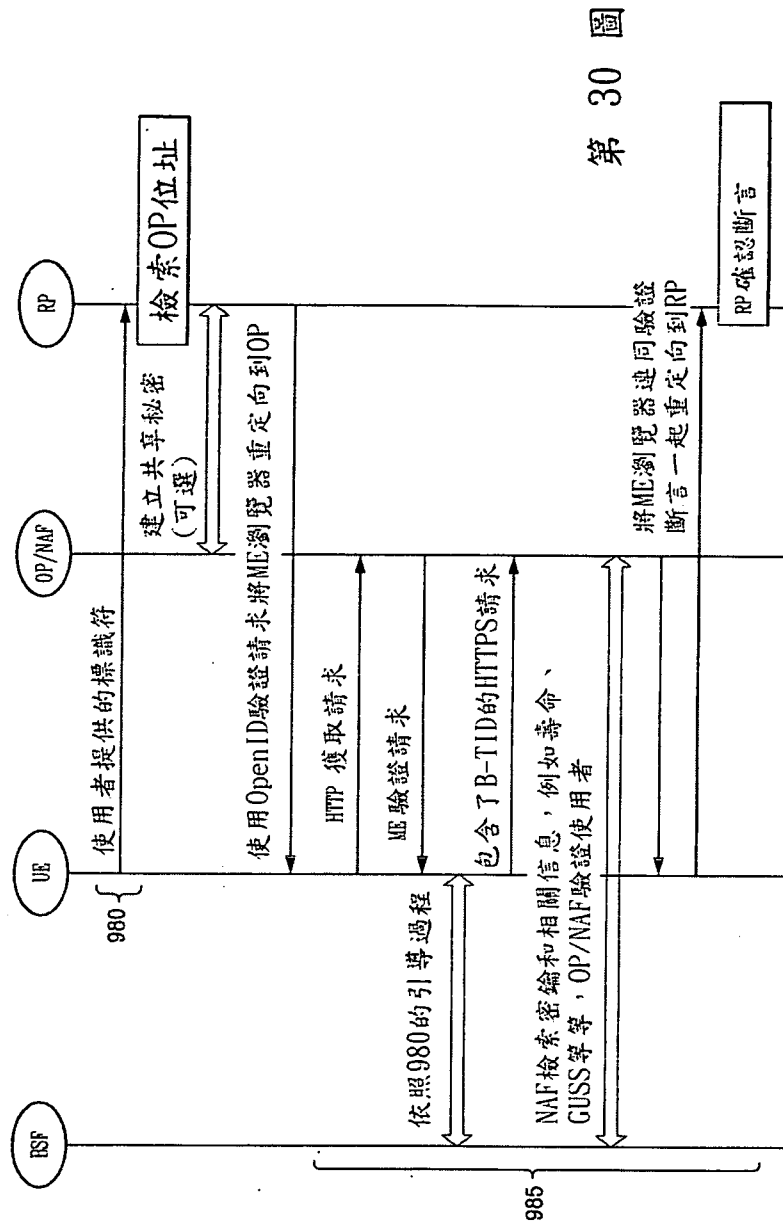 BSF
UE
OP/NAF
RP
980
使用者提供的標識符
檢索OP位址
建立共享秘密
(可選)
使用OpenID驗證請求將ME瀏覽器重定向到OP
HTTP 獲取請求
ME 驗證請求
依照980的引導過程
包含了B-TID的HTTPS請求
NAF檢索密鑰和相關信息，例如壽命、
GUSS等等，OP/NAF驗證使用者
將ME瀏覽器連同驗證
斷言一起重定向到RP
RP 確認斷言
985
第 30 圖